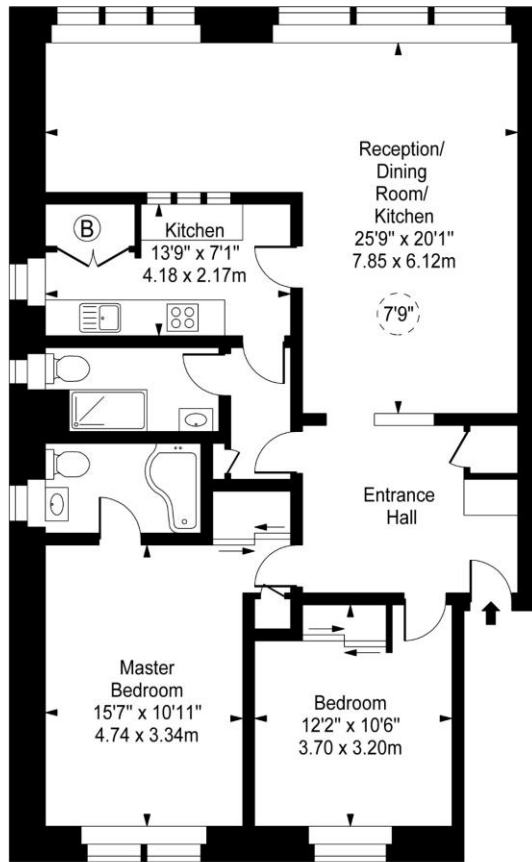 Reception/
Dining
Room/
Kitchen
25'9" x 20'1"
7.85 x 6.12m
7'9"
B
Kitchen
13'9" x 7'1"
4.18 x 2.17m
Entrance
Hall
Master
Bedroom
15'7" x 10'11"
4.74 x 3.34m
Bedroom
12'2" x 10'6"
3.70 x 3.20m